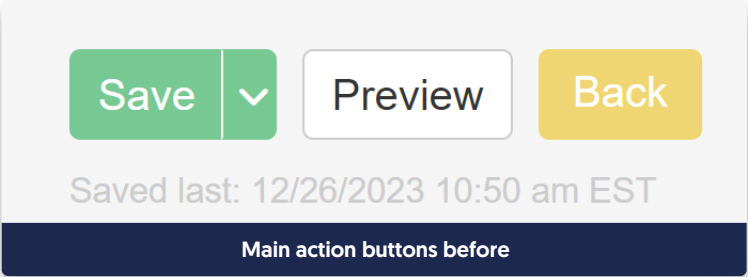 Save Preview Back
Saved last: 12/26/2023 10:50 am EST
Main action buttons before